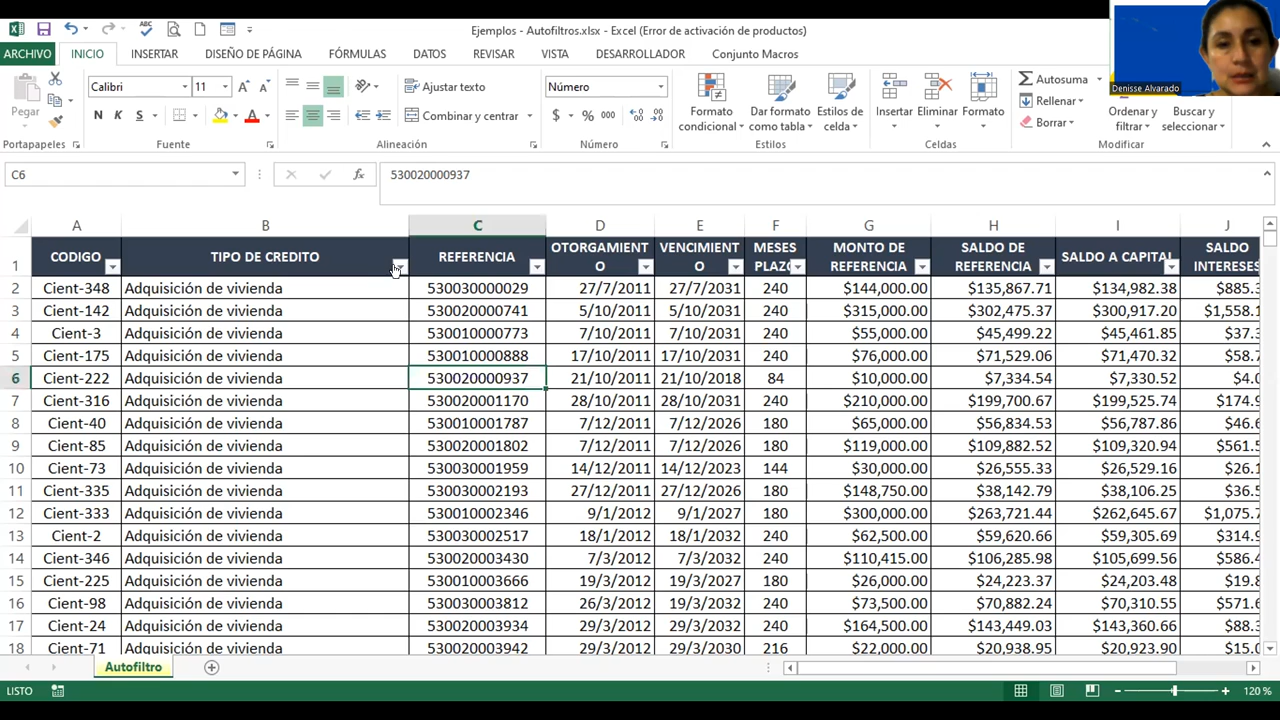 Ejemplos - Autofiltros.xlsx - Excel (Error de activación de productos)
Denisse Alvarado
ARCHIVO INICIO INSERTAR DISEÑO DE PÁGINA FÓRMULAS DATOS REVISAR VISTA DESARROLLADOR Conjunto Macros
Pegar
Calibri 11
N K S
Ajustar texto
Combinar y centrar
Número
$ % 000
Formato condicional
Dar formato como tabla
Estilos de celda
Insertar Eliminar Formato
Autosuma
Rellenar
Borrar
Ordenar y filtrar
Buscar y seleccionar
Portapapeles Fuente Alineación Número Estilos Celdas Modificar
C6 fx 530020000937
A B C D E F G H I J
1 CODIGO TIPO DE CREDITO REFERENCIA OTORGAMIENTO VENCIMIENTO MESES PLAZO MONTO DE REFERENCIA SALDO DE REFERENCIA SALDO A CAPITAL SALDO INTERESES
2 Cient-348 Adquisición de vivienda 530030000029 27/7/2011 27/7/2031 240 $144,000.00 $135,867.71 $134,982.38 $885.3
3 Cient-142 Adquisición de vivienda 530020000741 5/10/2011 5/10/2031 240 $315,000.00 $302,475.37 $300,917.20 $1,558.1
4 Cient-3 Adquisición de vivienda 530010000773 7/10/2011 7/10/2031 240 $55,000.00 $45,499.22 $45,461.85 $37.3
5 Cient-175 Adquisición de vivienda 530010000888 17/10/2011 17/10/2031 240 $76,000.00 $71,529.06 $71,470.32 $58.7
6 Cient-222 Adquisición de vivienda 530020000937 21/10/2011 21/10/2018 84 $10,000.00 $7,334.54 $7,330.52 $4.0
7 Cient-316 Adquisición de vivienda 530020001170 28/10/2011 28/10/2031 240 $210,000.00 $199,700.67 $199,525.74 $174.9
8 Cient-40 Adquisición de vivienda 530010001787 7/12/2011 7/12/2026 180 $65,000.00 $56,834.53 $56,787.86 $46.6
9 Cient-85 Adquisición de vivienda 530020001802 7/12/2011 7/12/2026 180 $119,000.00 $109,882.52 $109,320.94 $561.5
10 Cient-73 Adquisición de vivienda 530030001959 14/12/2011 14/12/2023 144 $30,000.00 $26,555.33 $26,529.16 $26.1
11 Cient-335 Adquisición de vivienda 530030002193 27/12/2011 27/12/2026 180 $148,750.00 $38,142.79 $38,106.25 $36.5
12 Cient-333 Adquisición de vivienda 530010002346 9/1/2012 9/1/2027 180 $300,000.00 $263,721.44 $262,645.67 $1,075.7
13 Cient-2 Adquisición de vivienda 530030002517 18/1/2012 18/1/2032 240 $62,500.00 $59,620.66 $59,305.69 $314.9
14 Cient-346 Adquisición de vivienda 530020003430 7/3/2012 7/3/2032 240 $110,415.00 $106,285.98 $105,699.56 $586.4
15 Cient-225 Adquisición de vivienda 530010003666 19/3/2012 19/3/2027 180 $26,000.00 $24,223.37 $24,203.48 $19.8
16 Cient-98 Adquisición de vivienda 530030003812 26/3/2012 19/3/2032 240 $73,500.00 $70,882.24 $70,310.55 $571.6
17 Cient-24 Adquisición de vivienda 530020003934 29/3/2012 29/3/2032 240 $164,500.00 $143,449.03 $143,360.66 $88.3
18 Cient-71 Adquisición de vivienda 530020003942 29/3/2012 29/3/2030 216 $22,000.00 $20,938.95 $20,923.90 $15.0
Autofiltro
LISTO 120 %